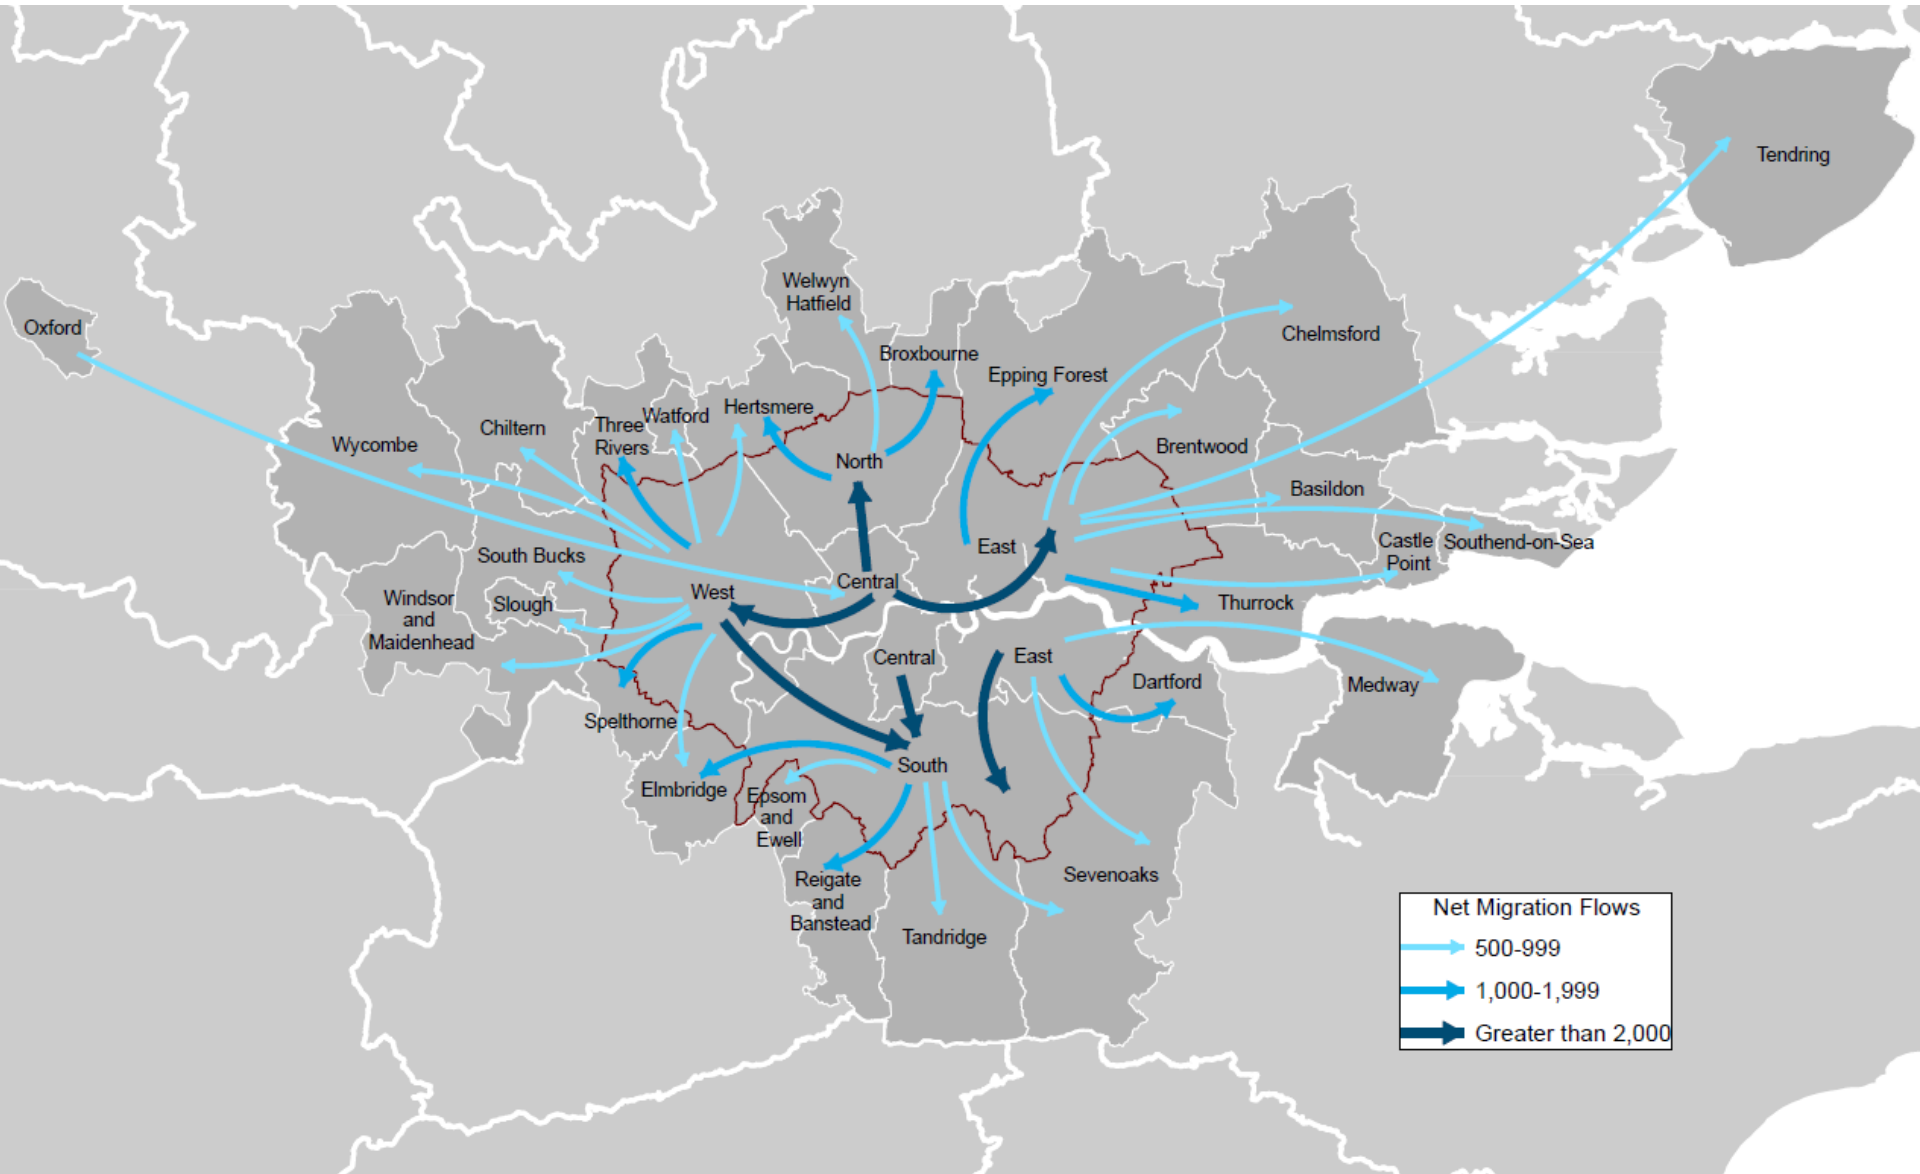 Tendring
Welwyn
Hatfield
Oxford
Chelmsford
Broxbourne
Epping Forest
Hertsmere
Watford
Three
Rivers
Chiltern
Wycombe
Brentwood
North
Basildon
East
Castle
Point
Southend-on-Sea
South Bucks
Central
West
Slough
Windsor
and
Maidenhead
Thurrock
Central
East
Dartford
Medway
Spelthorne
South
Elmbridge
Epsom
and
Ewell
Reigate
and
Banstead
Sevenoaks
Tandridge
Net Migration Flows
500-999
1,000-1,999
Greater than 2,000